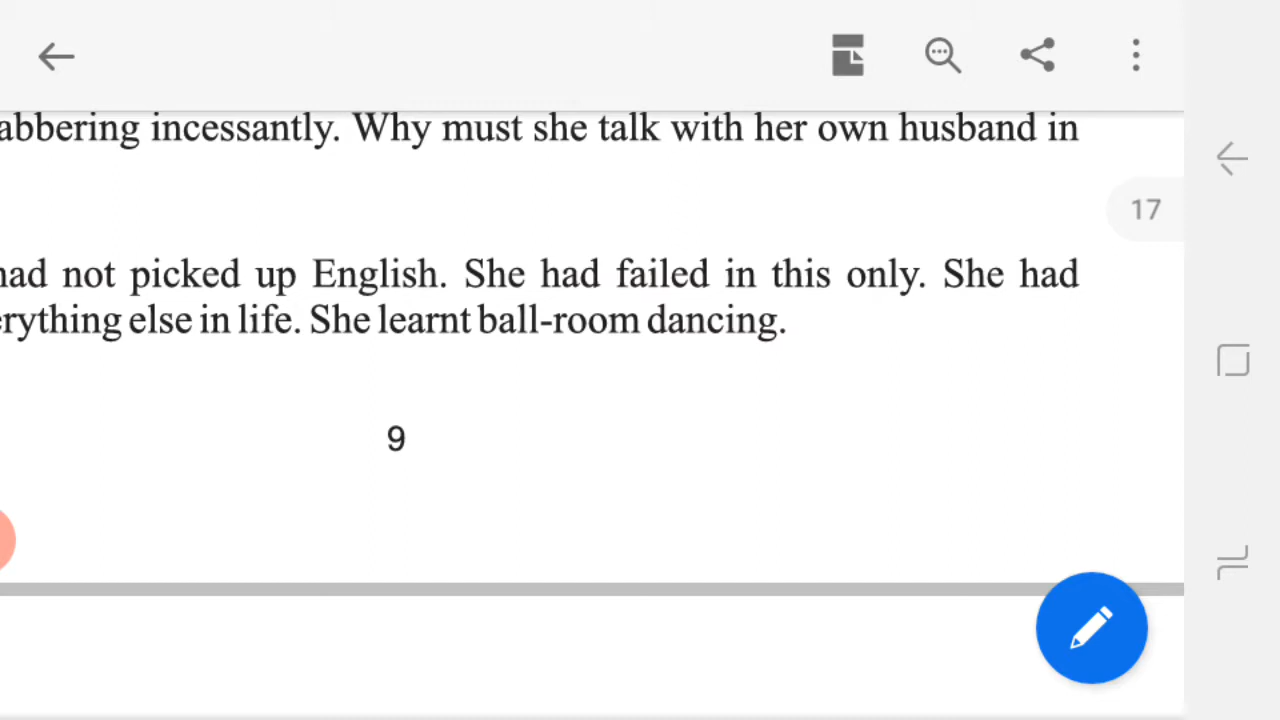 abbering incessantly. Why must she talk with her own husband in
17
had not picked up English. She had failed in this only. She had
erything else in life. She learnt ball-room dancing.
9